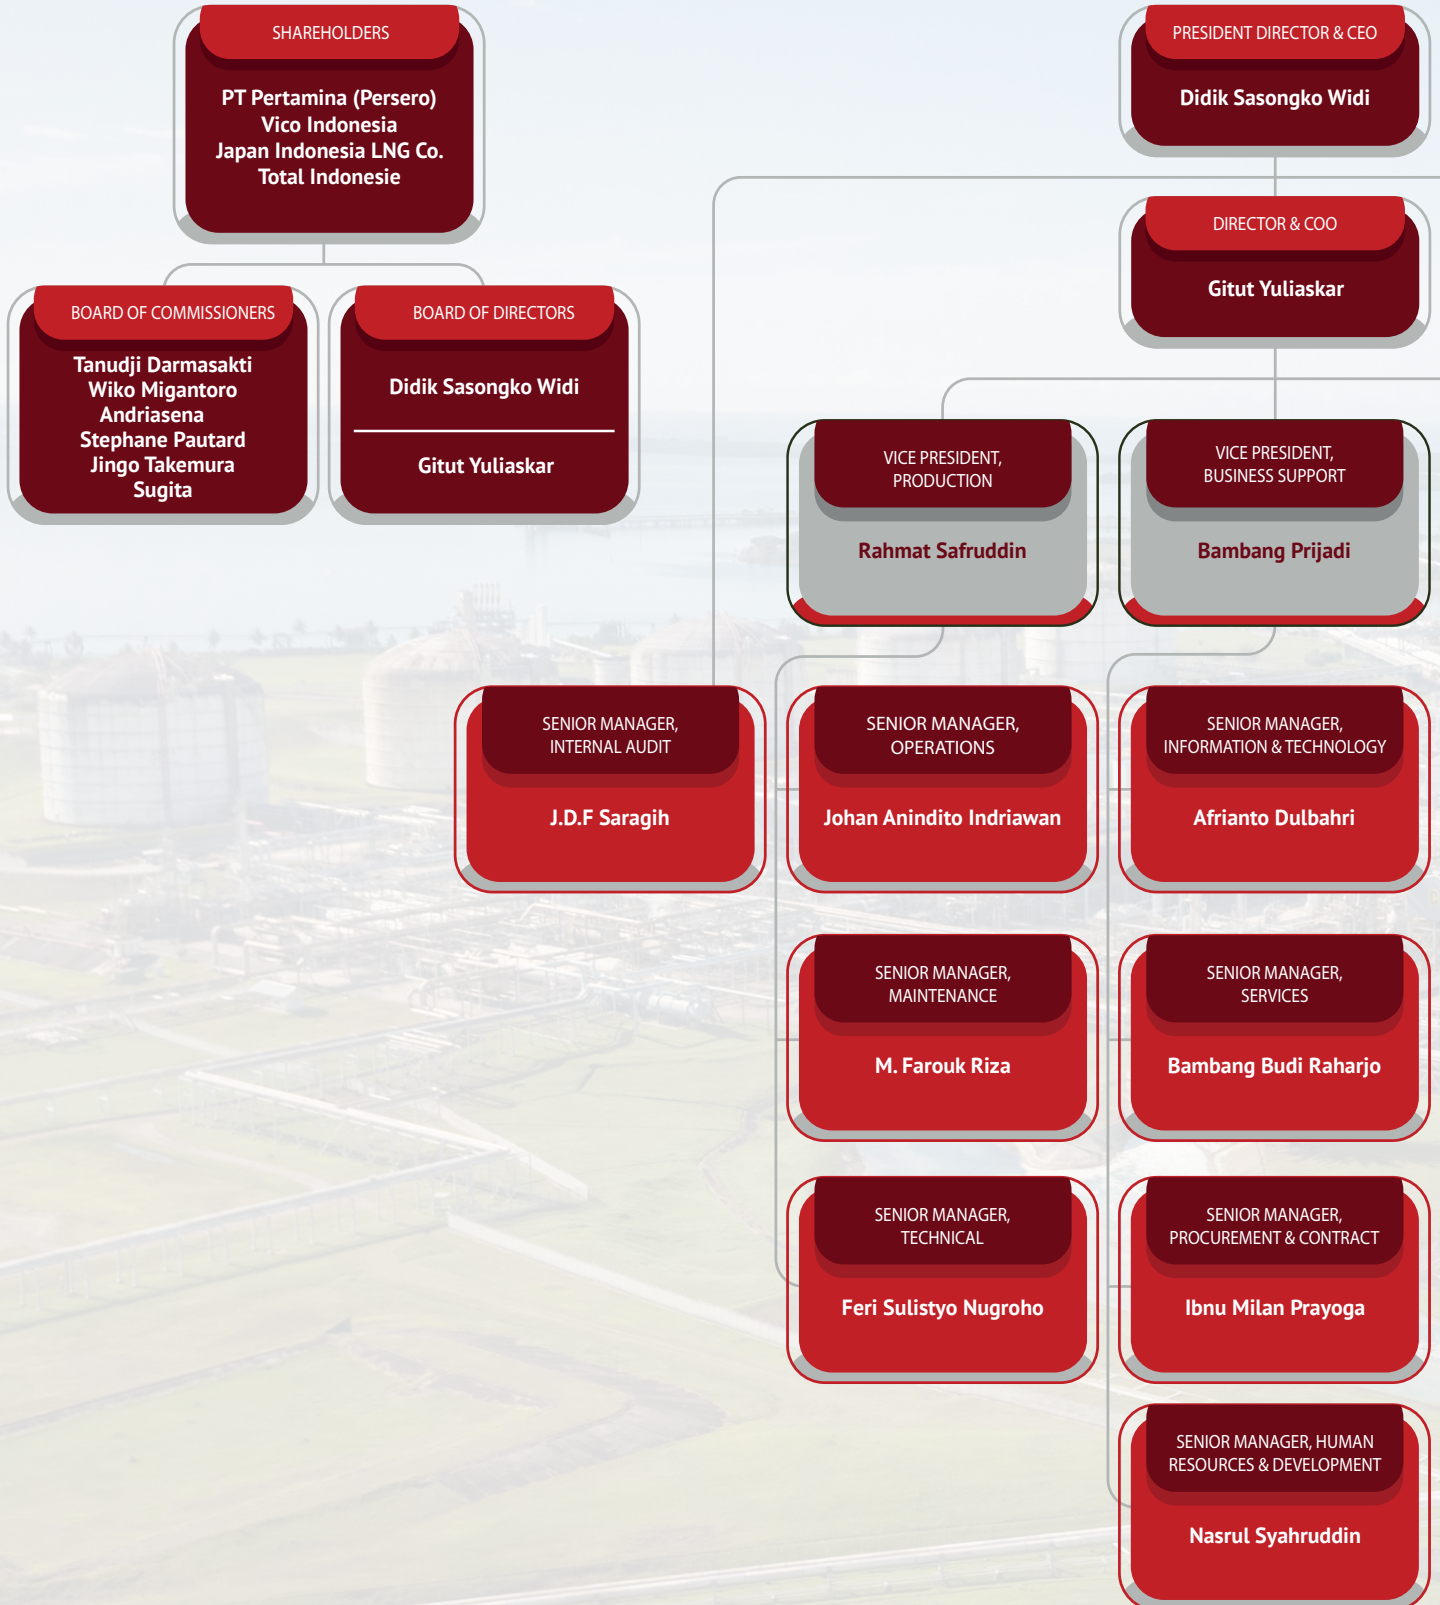 SHAREHOLDERS
PT Pertamina (Persero)
Vico Indonesia
Japan Indonesia LNG Co.
Total Indonesie
BOARD OF COMMISSIONERS
Tanudji Darmasakti
Wiko Migantoro
Andriasena
Stephane Pautard
Jingo Takemura
Sugita
BOARD OF DIRECTORS
Didik Sasongko Widi
Gitut Yuliaskar
PRESIDENT DIRECTOR & CEO
Didik Sasongko Widi
DIRECTOR & COO
Gitut Yuliaskar
VICE PRESIDENT,
PRODUCTION
Rahmat Safruddin
VICE PRESIDENT,
BUSINESS SUPPORT
Bambang Prijadi
SENIOR MANAGER,
INTERNAL AUDIT
J.D.F Saragih
SENIOR MANAGER,
OPERATIONS
Johan Anindito Indriawan
SENIOR MANAGER,
INFORMATION & TECHNOLOGY
Afrianto Dulbahri
SENIOR MANAGER,
MAINTENANCE
M. Farouk Riza
SENIOR MANAGER,
SERVICES
Bambang Budi Raharjo
SENIOR MANAGER,
TECHNICAL
Feri Sulistyo Nugroho
SENIOR MANAGER,
PROCUREMENT & CONTRACT
Ibnu Milan Prayoga
SENIOR MANAGER, HUMAN
RESOURCES & DEVELOPMENT
Nasrul Syahruddin